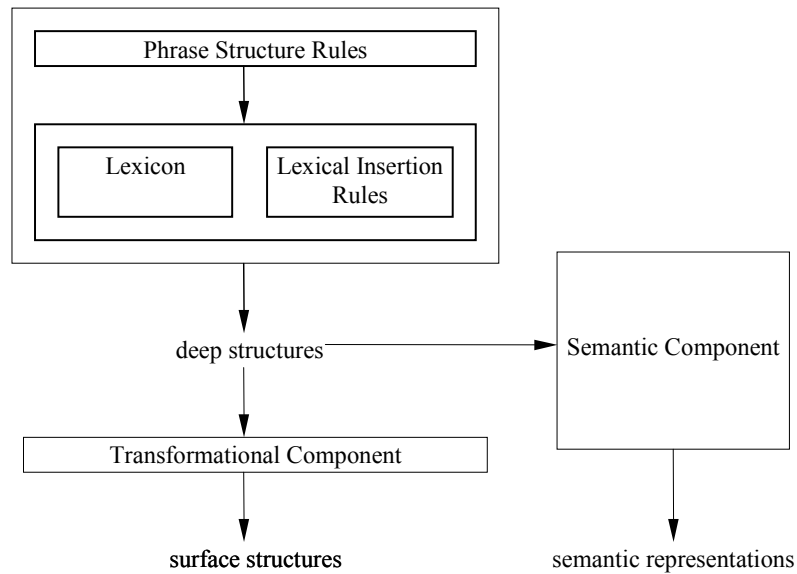 Phrase Structure Rules
Lexicon
Lexical Insertion
Rules
deep structures
Semantic Component
Transformational Component
surface structures
semantic representations